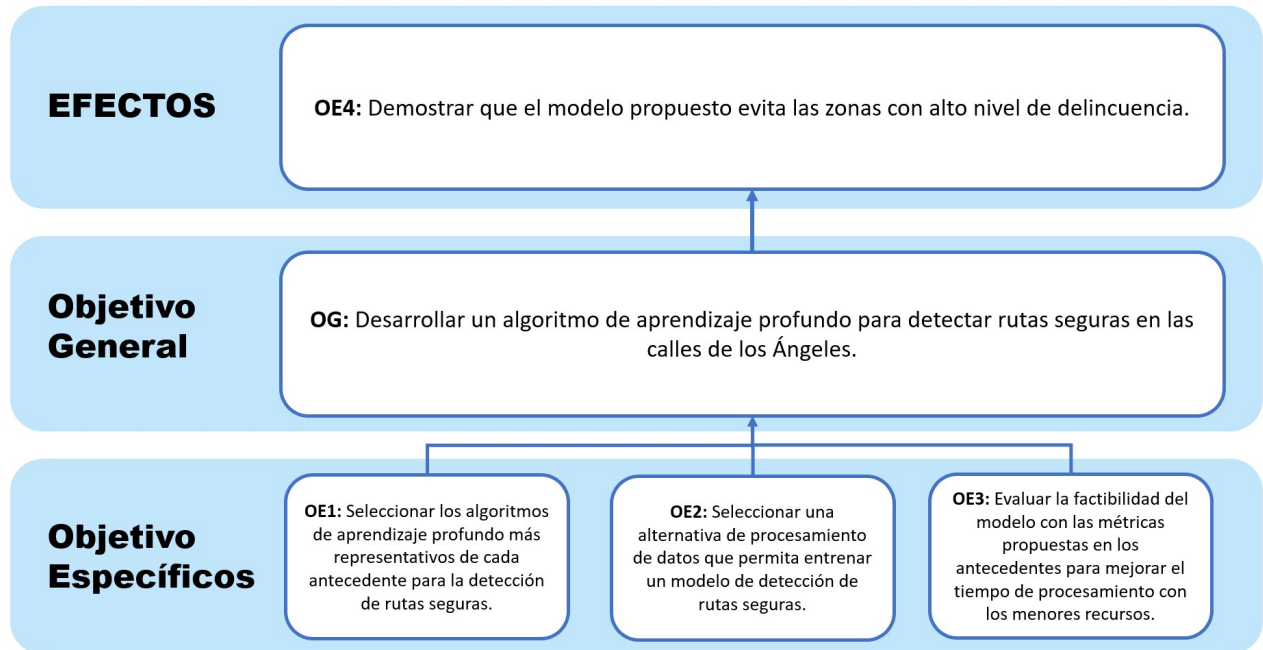 EFECTOS
OE4: Demostrar que el modelo propuesto evita las zonas con alto nivel de delincuencia.
Objetivo
General
OG: Desarrollar un algoritmo de aprendizaje profundo para detectar rutas seguras en las
calles de los Ángeles.
Objetivo
Específicos
OE1: Seleccionar los algoritmos
de aprendizaje profundo más
representativos de cada
antecedente para la detección
de rutas seguras.
OE2: Seleccionar una
alternativa de procesamiento
de datos que permita entrenar
un modelo de detección de
rutas seguras.
OE3: Evaluar la factibilidad del
modelo con las métricas
propuestas en los
antecedentes para mejorar el
tiempo de procesamiento con
los menores recursos.